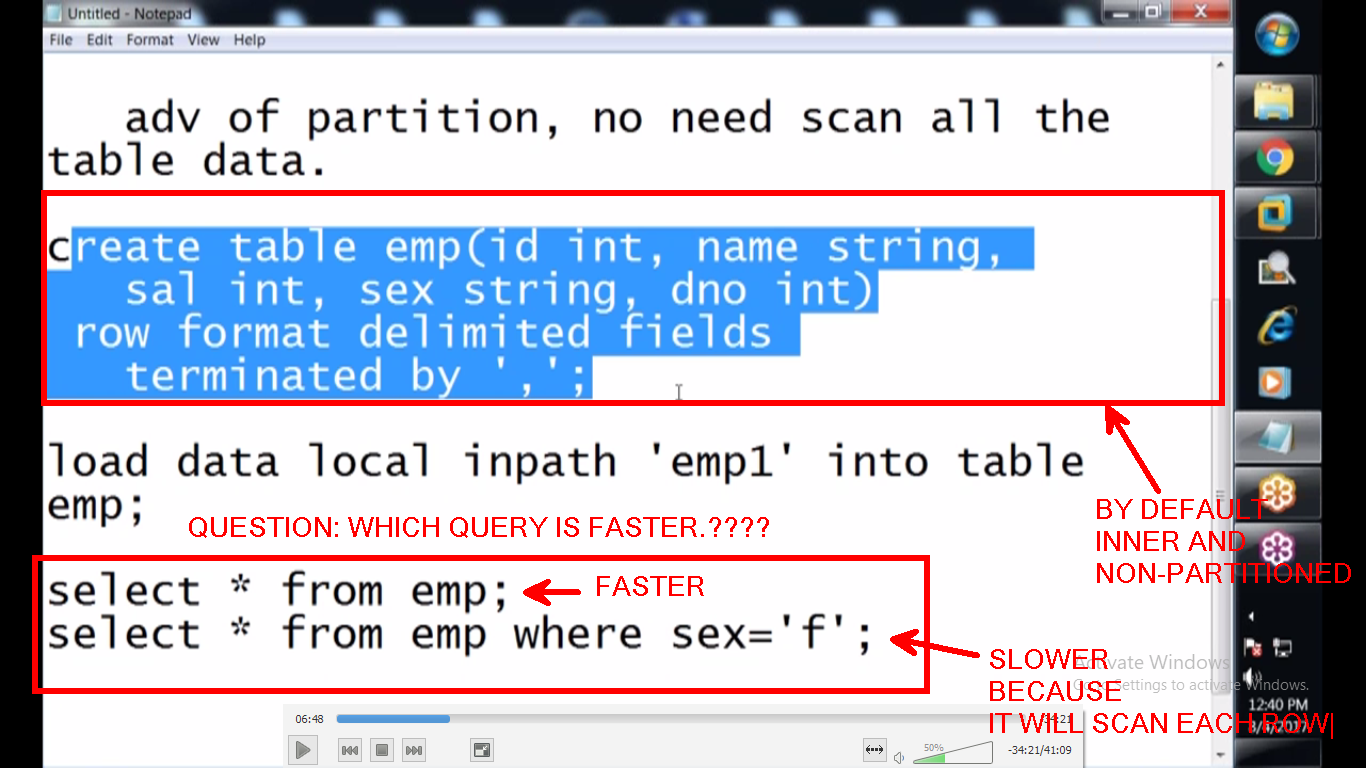 Untitled - Notepad
File Edit Format View Help
adv of partition, no need scan all the
table data.
create table emp(id int, name string,
sal int, sex string, dno int)
row format delimited fields
terminated by ',';
load data local inpath 'emp1' into table
emp;
QUESTION: WHICH QUERY IS FASTER.????
BY DEFAULT
INNER AND
NON-PARTITIONED
select * from emp;
FASTER
select * from emp where sex='f';
SLOWER
BECAUSE
IT WILL SCAN EACH ROW
Activate Windows
Go to Settings to activate Windows.
12:40 PM
06:48
50%
-34:21/41:09